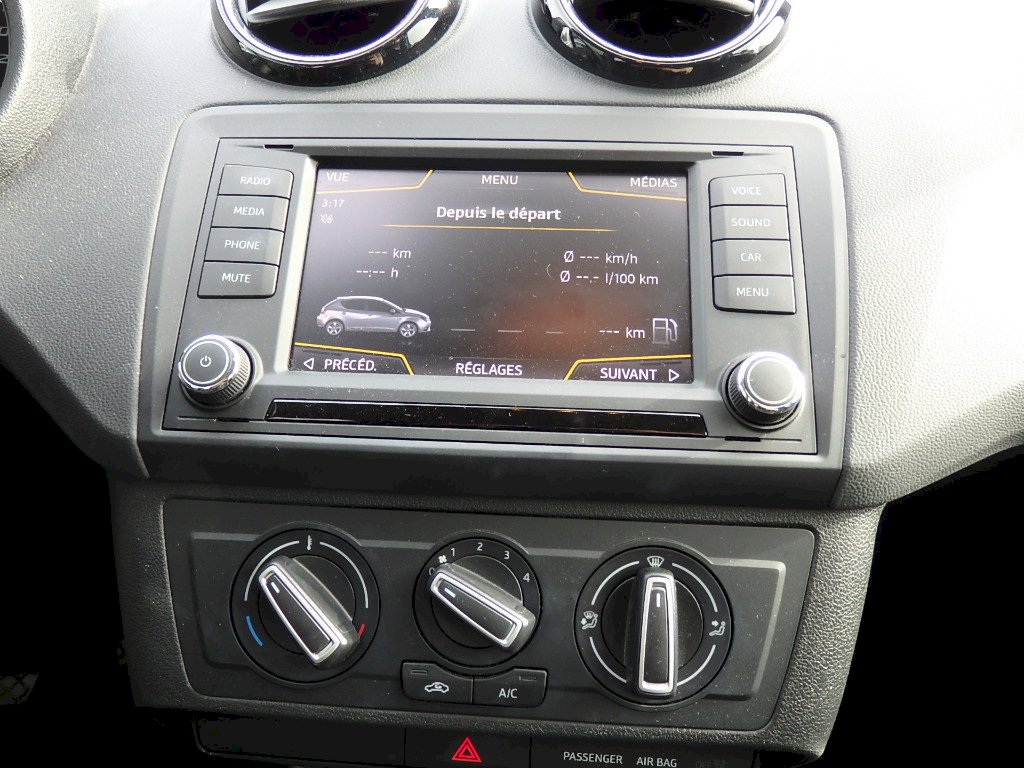 RADIO
MEDIA
PHONE
MUTE
VUE MENU MÉDIAS
3:17
Depuis le départ
--- km Ø --- km/h
--:-- h Ø --.- l/100 km
--- km
◁ PRÉCÉD. RÉGLAGES SUIVANT ▷
VOICE
SOUND
CAR
MENU
1 2 3 4
A/C
PASSENGER AIR BAG